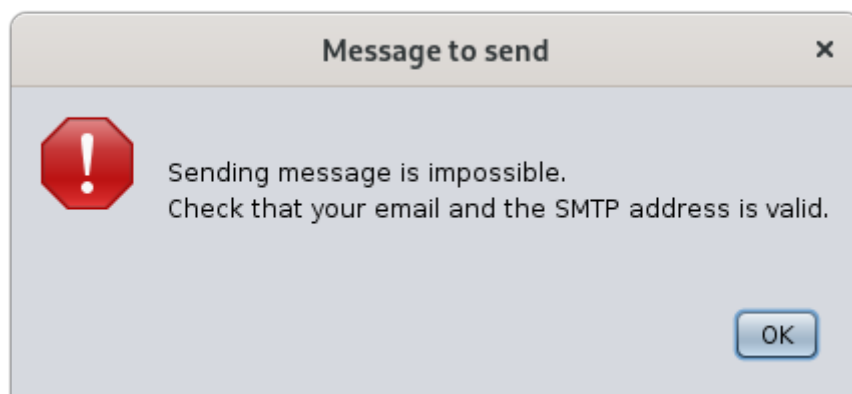 Message to send
Sending message is impossible.
Check that your email and the SMTP address is valid.
OK